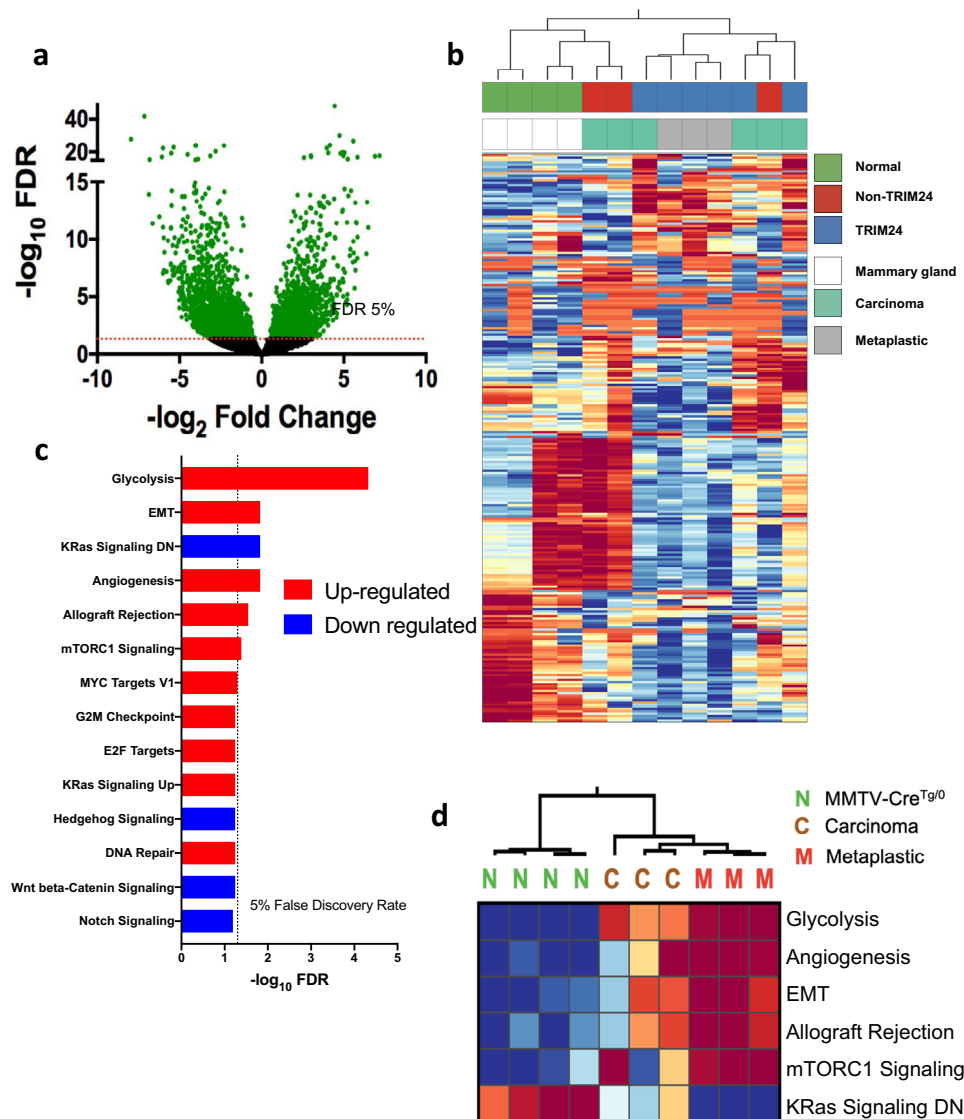 a
-log10 FDR
40
20
15
10
5
0
FDR 5%
-10
-5
0
5
10
-log2 Fold Change
b
Normal
Non-TRIM24
TRIM24
Mammary gland
Carcinoma
Metaplastic
c
Glycolysis
EMT
KRas Signaling DN
Angiogenesis
Allograft Rejection
mTORC1 Signaling
MYC Targets V1
G2M Checkpoint
E2F Targets
KRas Signaling Up
Hedgehog Signaling
DNA Repair
Wnt beta-Catenin Signaling
Notch Signaling
Up-regulated
Down regulated
5% False Discovery Rate
0
1
2
3
4
5
-log10 FDR
d
N MMTV-CreTg/0
C Carcinoma
M Metaplastic
N N N N C C C M M M
Glycolysis
Angiogenesis
EMT
Allograft Rejection
mTORC1 Signaling
KRas Signaling DN